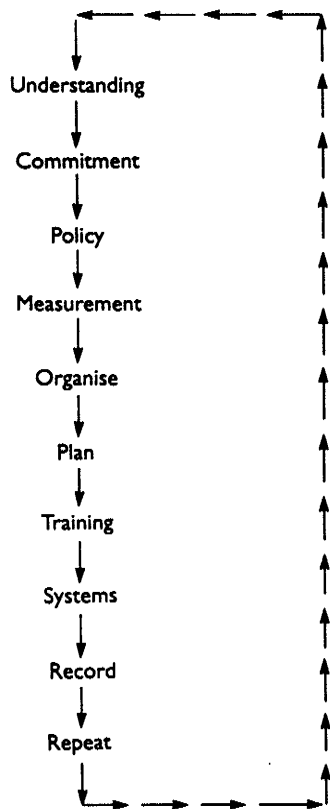 Understanding
Commitment
Policy
Measurement
Organise
Plan
Training
Systems
Record
Repeat